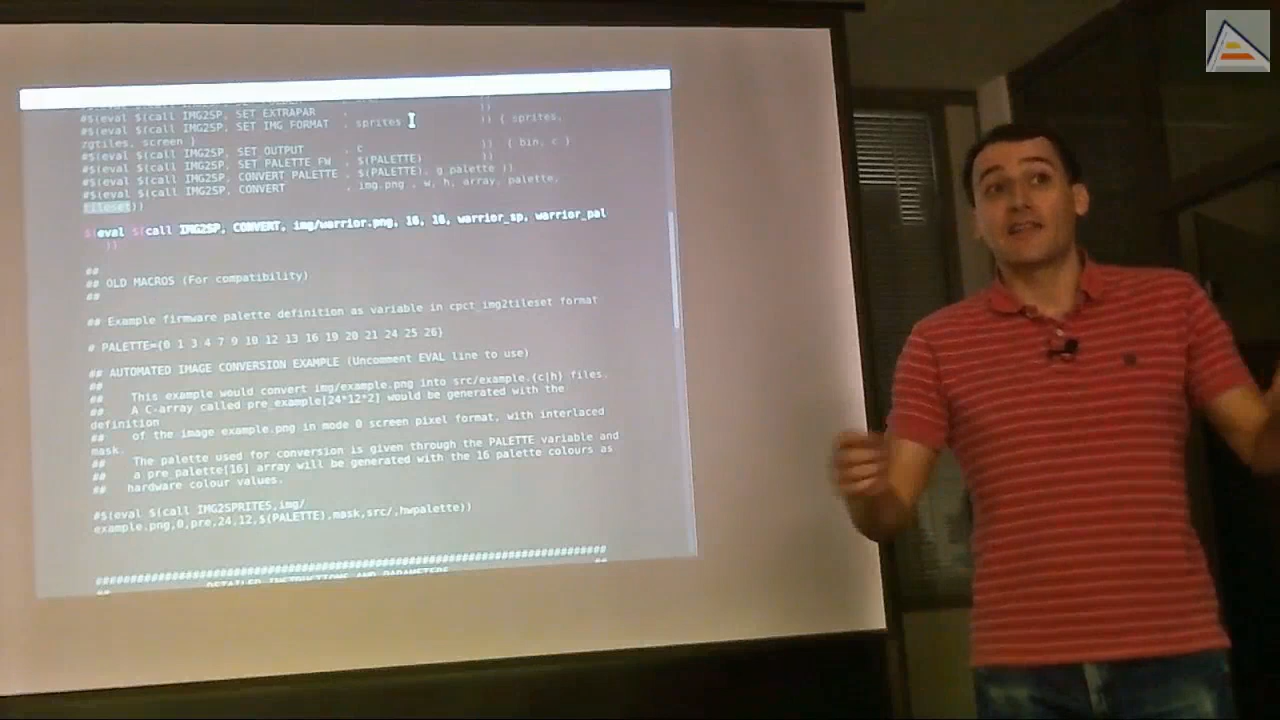 #$(eval $(call IMG2SP, SET_EXTRAPAR , ))
#$(eval $(call IMG2SP, SET_IMG_FORMAT , sprites )) { sprites,
zgtiles, screen }
#$(eval $(call IMG2SP, SET_OUTPUT , c )) { bin, c }
#$(eval $(call IMG2SP, SET_PALETTE_FW , $(PALETTE) ))
#$(eval $(call IMG2SP, CONVERT_PALETTE , $(PALETTE), g_palette ))
#$(eval $(call IMG2SP, CONVERT , img.png , w, h, array, palette,
tileset))
$(eval $(call IMG2SP, CONVERT, img/warrior.png, 16, 16, warrior_sp, warrior_pal
))
##
## OLD MACROS (For compatibility)
##
## Example firmware palette definition as variable in cpct_img2tileset format
# PALETTE={0 1 3 4 7 9 10 12 13 16 19 20 21 24 25 26}
## AUTOMATED IMAGE CONVERSION EXAMPLE (Uncomment EVAL line to use)
##
## This example would convert img/example.png into src/example.{c|h} files.
## A C-array called pre_example[24*12*2] would be generated with the
definition
## of the image example.png in mode 0 screen pixel format, with interlaced
mask.
## The palette used for conversion is given through the PALETTE variable and
## a pre_palette[16] array will be generated with the 16 palette colours as
## hardware colour values.
#$(eval $(call IMG2SPRITES,img/
example.png,0,pre,24,12,$(PALETTE),mask,src/,hwpalette))
################################################################################
## DETAILED INSTRUCTIONS AND PARAMETERS ##